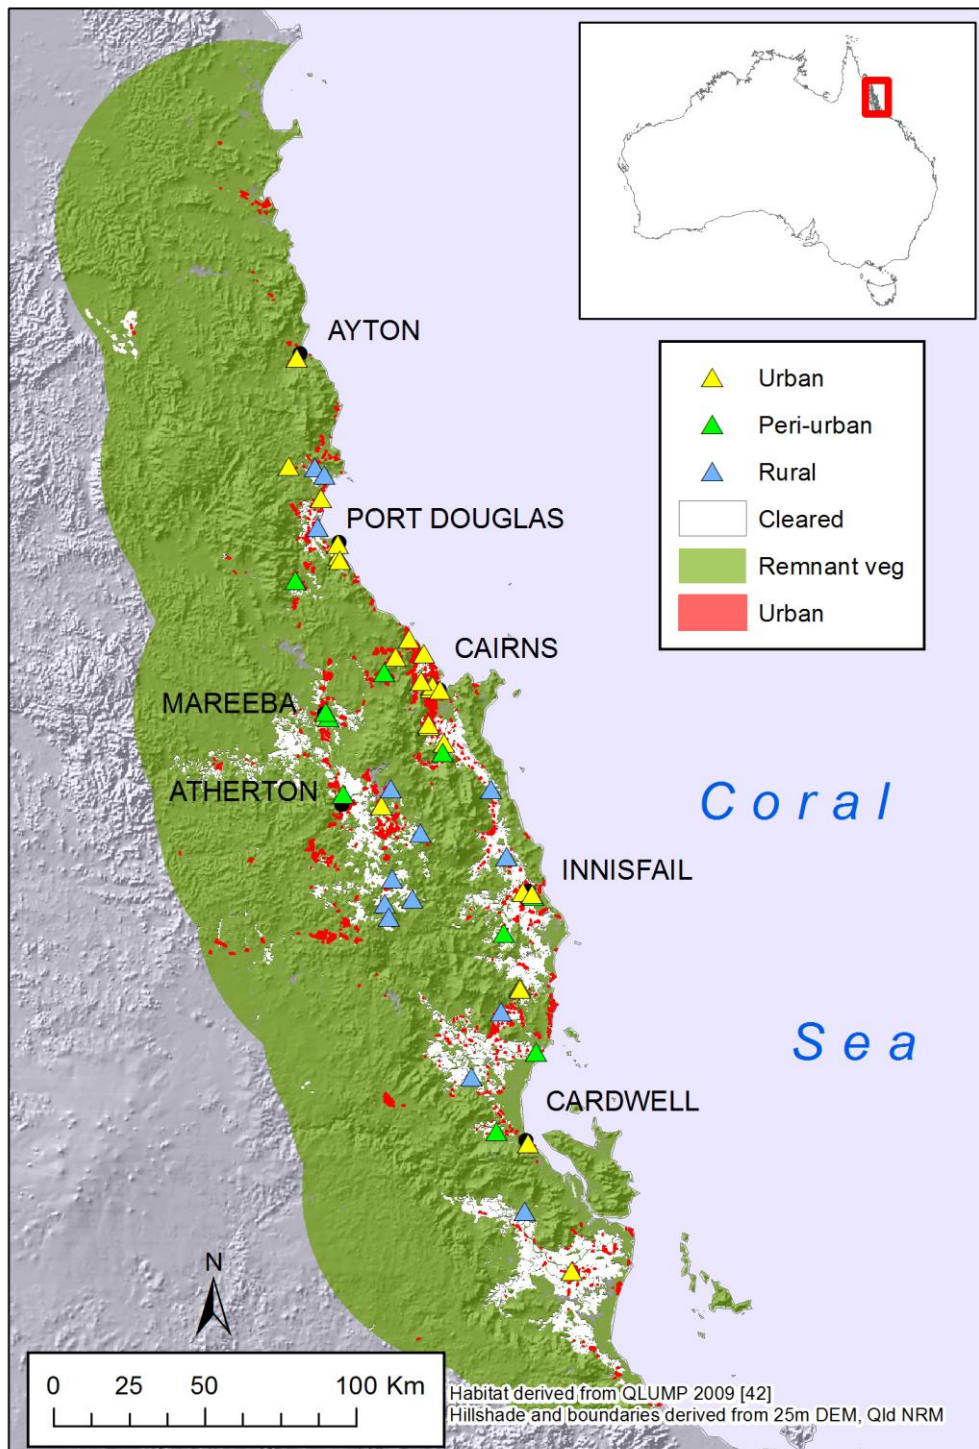 AYTON
Urban
Peri-urban
Rural
Cleared
Remnant veg
Urban
PORT DOUGLAS
CAIRNS
MAREEBA
ATHERTON
Coral
INNISFAIL
Sea
CARDWELL
N
0 25 50 100 Km
Habitat derived from QLUMP 2009 [42]
Hillshade and boundaries derived from 25m DEM, Qld NRM